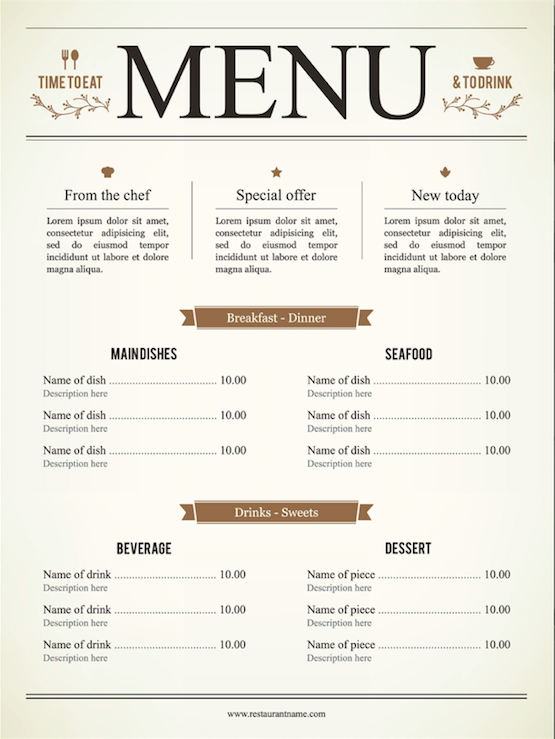 TIME TO EAT
MENU
& TO DRINK
From the chef
Lorem ipsum dolor sit amet,
consectetur adipisicing elit,
sed do eiusmod tempor
incididunt ut labore et dolore
magna aliqua.
Special offer
Lorem ipsum dolor sit amet,
consectetur adipisicing elit,
sed do eiusmod tempor
incididunt ut labore et dolore
magna aliqua.
New today
Lorem ipsum dolor sit amet,
consectetur adipisicing elit,
sed do eiusmod tempor
incididunt ut labore et dolore
magna aliqua.
Breakfast - Dinner
MAIN DISHES
Name of dish ........................................ 10.00
Description here
Name of dish ........................................ 10.00
Description here
Name of dish ........................................ 10.00
Description here
SEAFOOD
Name of dish ........................................ 10.00
Description here
Name of dish ........................................ 10.00
Description here
Name of dish ........................................ 10.00
Description here
Drinks - Sweets
BEVERAGE
Name of drink ...................................... 10.00
Description here
Name of drink ...................................... 10.00
Description here
Name of drink ...................................... 10.00
Description here
DESSERT
Name of piece ...................................... 10.00
Description here
Name of piece ...................................... 10.00
Description here
Name of piece ...................................... 10.00
Description here
www.restaurantname.com